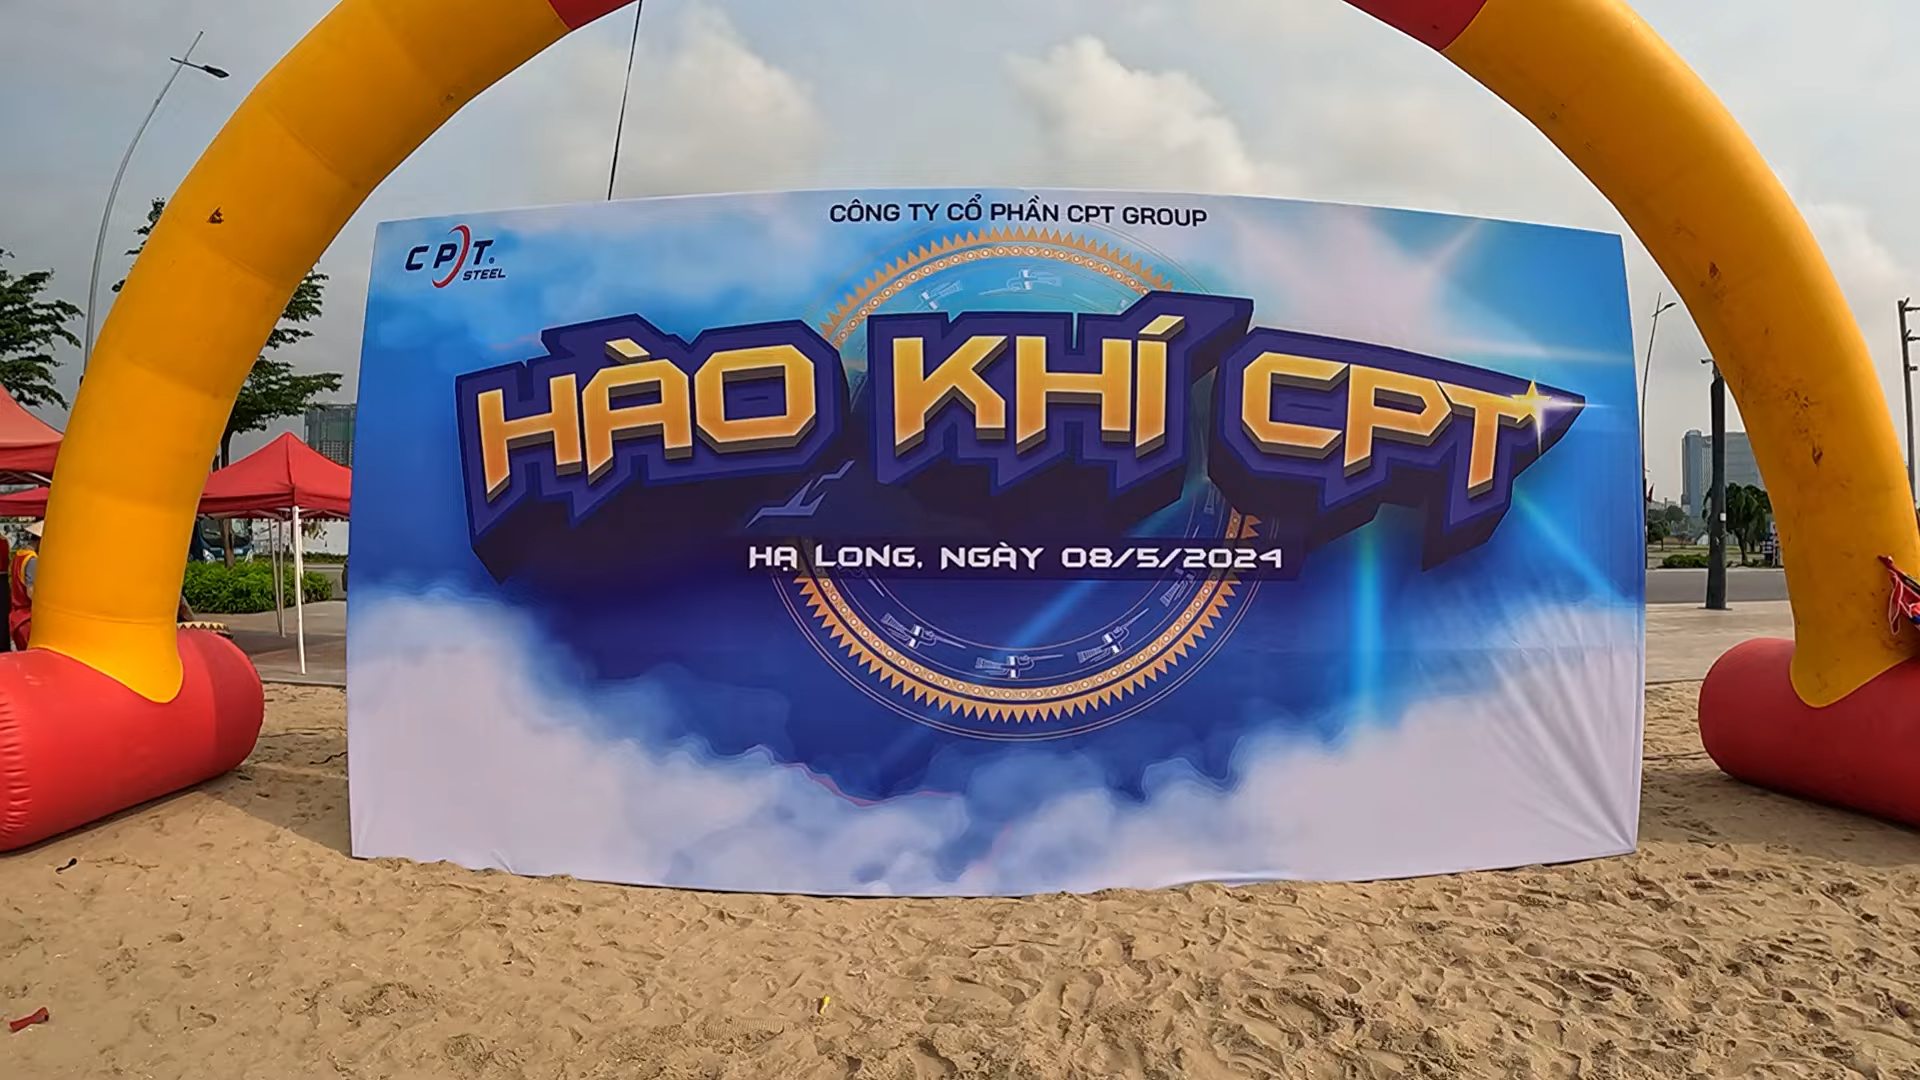 CÔNG TY CỔ PHẦN CPT GROUP
CPT®
STEEL
HÀO KHÍ CPT
HẠ LONG, NGÀY 08/5/2024